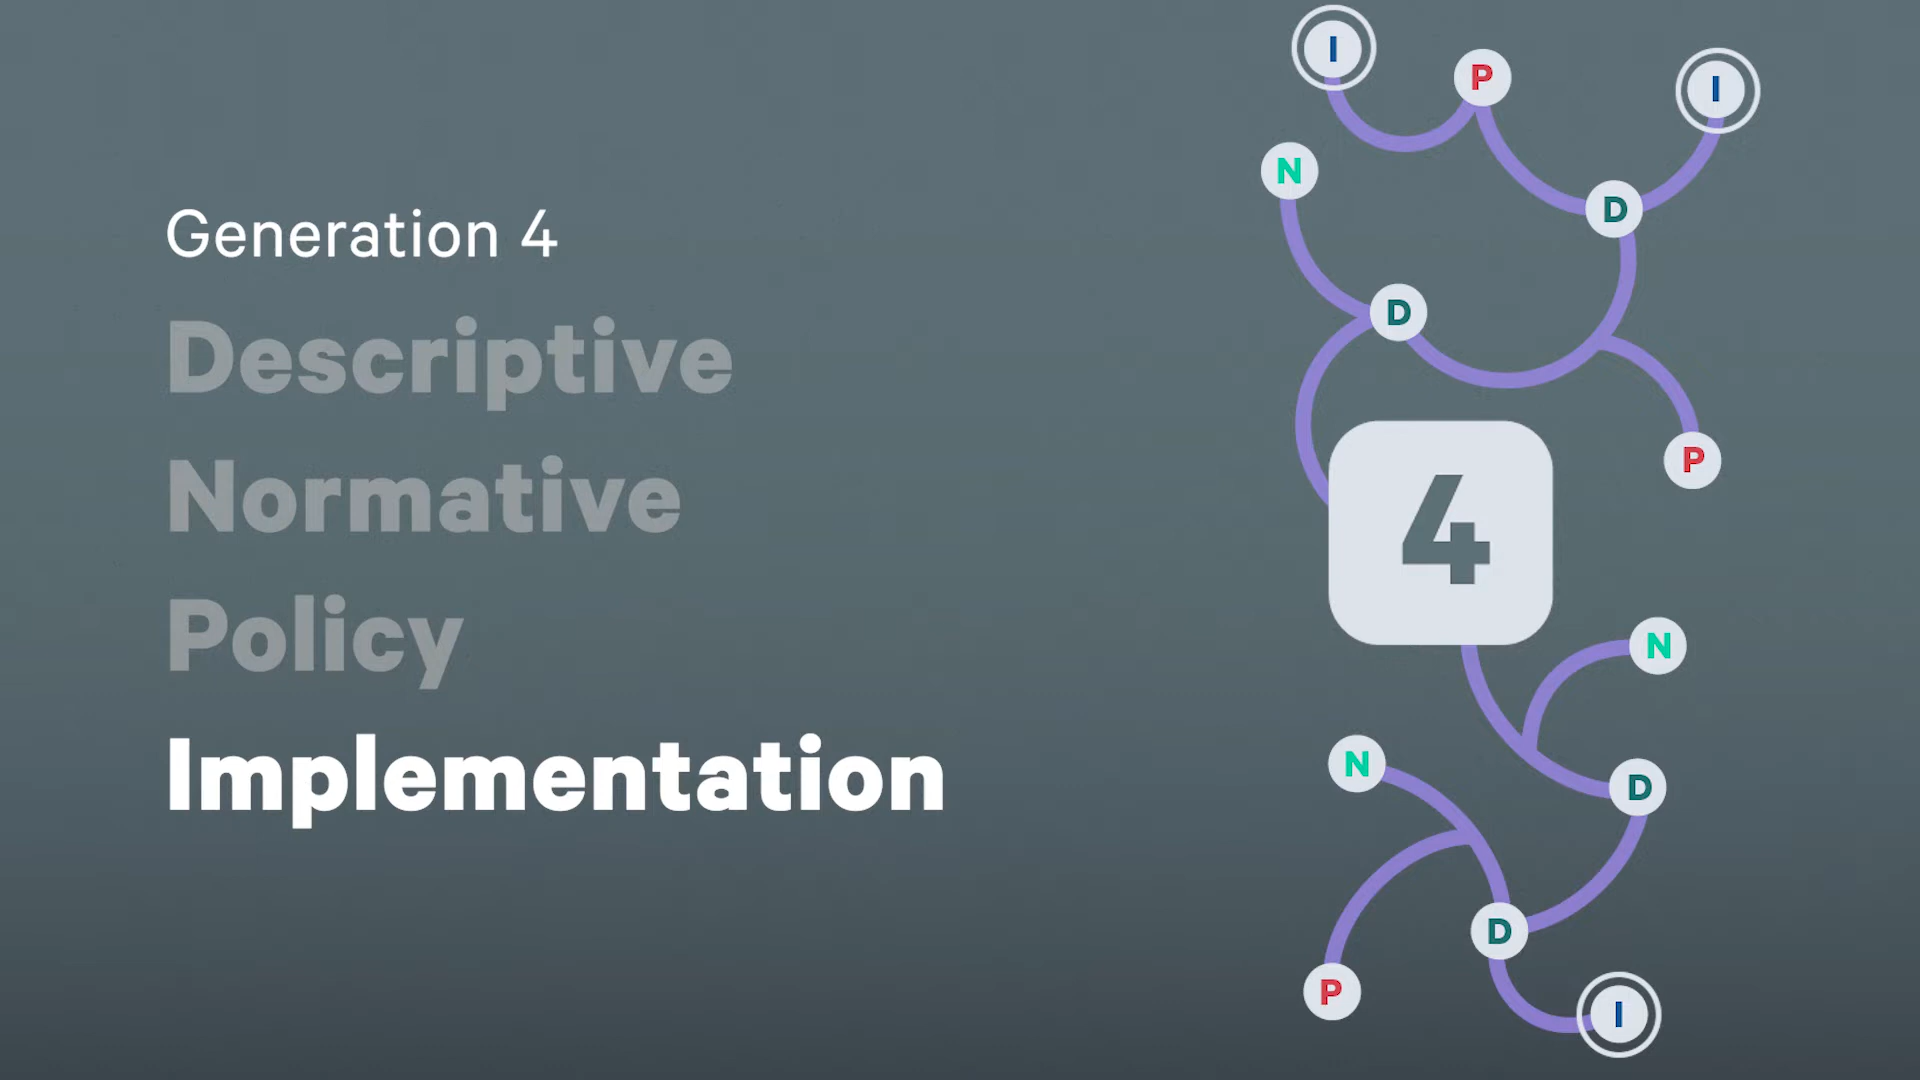 Generation 4
Descriptive
Normative
Policy
Implementation
I
P
I
N
D
D
P
4
N
N
D
D
P
I